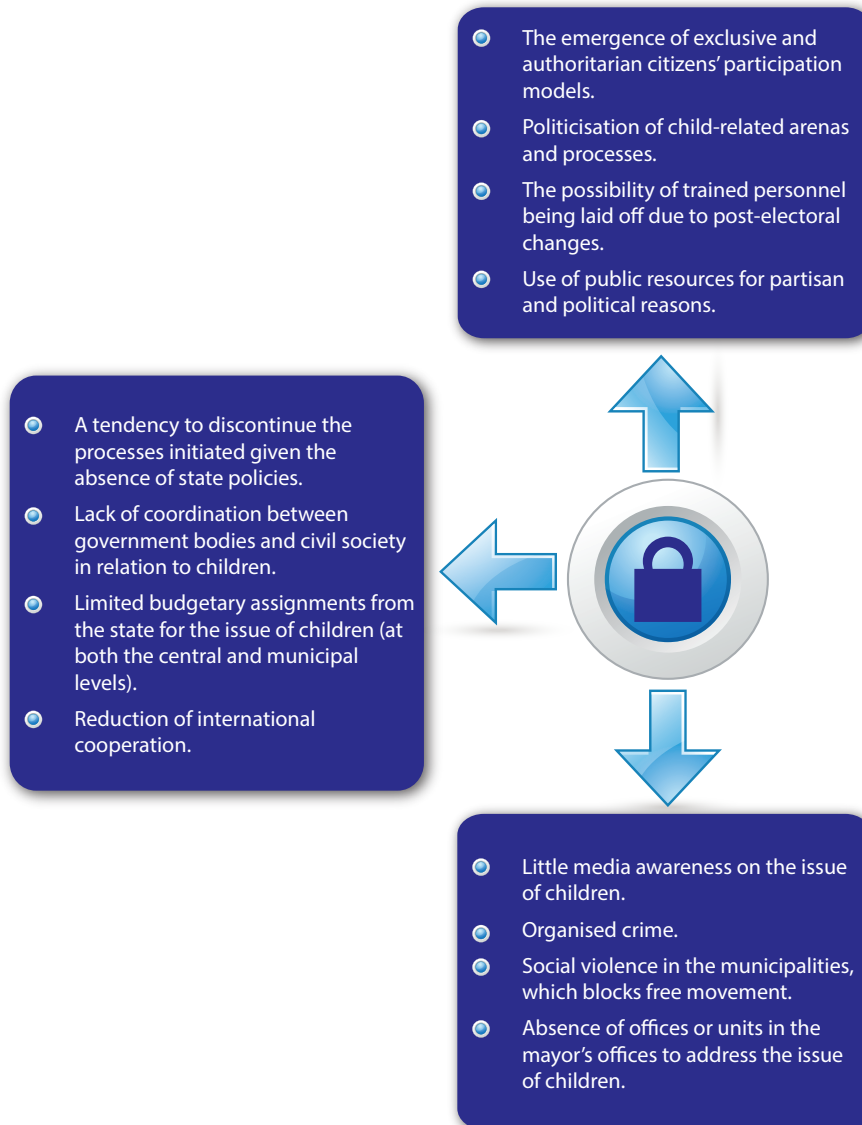 The emergence of exclusive and
authoritarian citizens' participation
models.
Politicisation of child-related arenas
and processes.
The possibility of trained personnel
being laid off due to post-electoral
changes.
Use of public resources for partisan
and political reasons.
A tendency to discontinue the
processes initiated given the
absence of state policies.
Lack of coordination between
government bodies and civil society
in relation to children.
Limited budgetary assignments from
the state for the issue of children (at
both the central and municipal
levels).
Reduction of international
cooperation.
Little media awareness on the issue
of children.
Organised crime.
Social violence in the municipalities,
which blocks free movement.
Absence of offices or units in the
mayor's offices to address the issue
of children.